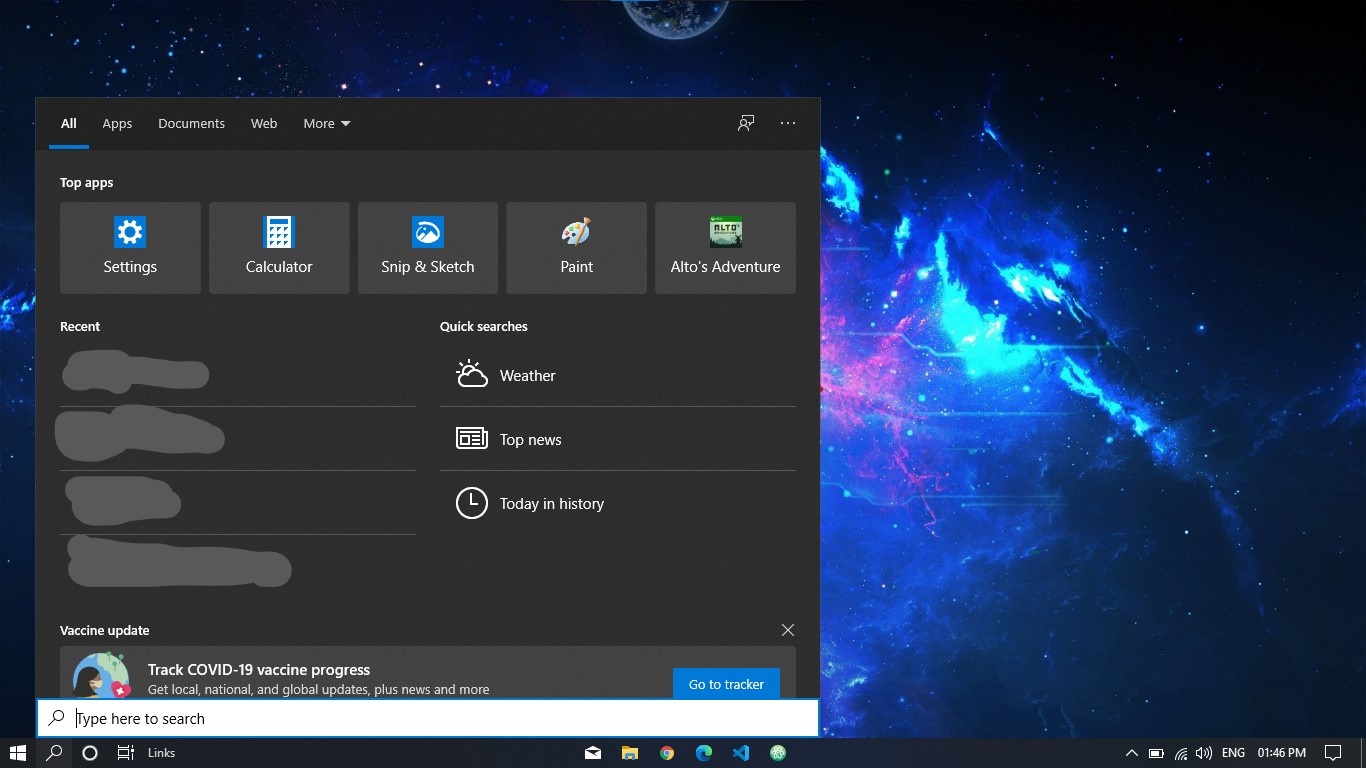 All Apps Documents Web More
Top apps
Settings Calculator Snip & Sketch Paint Alto's Adventure
Recent Quick searches
Weather
Top news
Today in history
Vaccine update
Track COVID-19 vaccine progress
Get local, national, and global updates, plus news and more
Go to tracker
Type here to search
Links ENG 01:46 PM